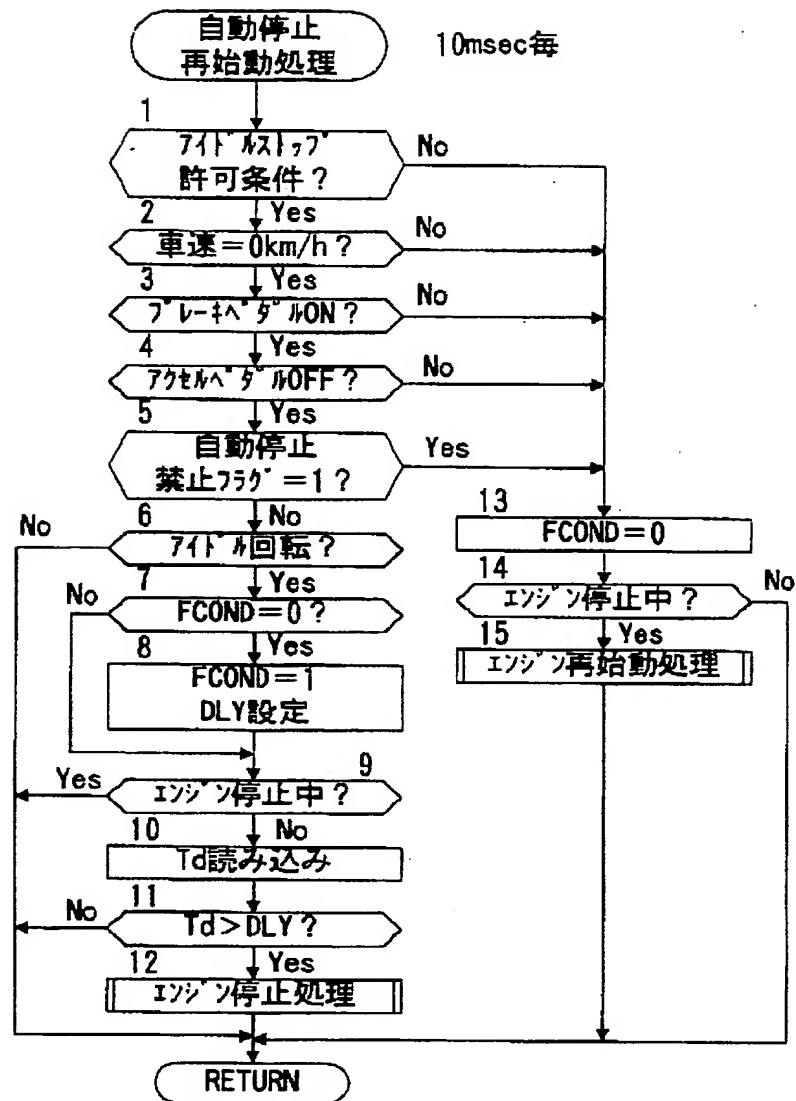 自動停止
再始動処理
10msec毎
1
ｱｲﾄﾞﾙｽﾄｯﾌﾟ
許可条件？
No
Yes
2
車速＝0km/h？
No
Yes
3
ﾌﾞﾚｰｷﾍﾟﾀﾞﾙON？
No
Yes
4
ｱｸｾﾙﾍﾟﾀﾞﾙOFF？
No
Yes
5
自動停止
禁止ﾌﾗｸﾞ＝1？
Yes
No
6
ｱｲﾄﾞﾙ回転？
No
Yes
7
FCOND＝0？
No
Yes
8
FCOND＝1
DLY設定
9
ｴﾝｼﾞﾝ停止中？
Yes
No
10
Td読み込み
11
Td＞DLY？
No
Yes
12
ｴﾝｼﾞﾝ停止処理
13
FCOND＝0
14
ｴﾝｼﾞﾝ停止中？
No
Yes
15
ｴﾝｼﾞﾝ再始動処理
RETURN